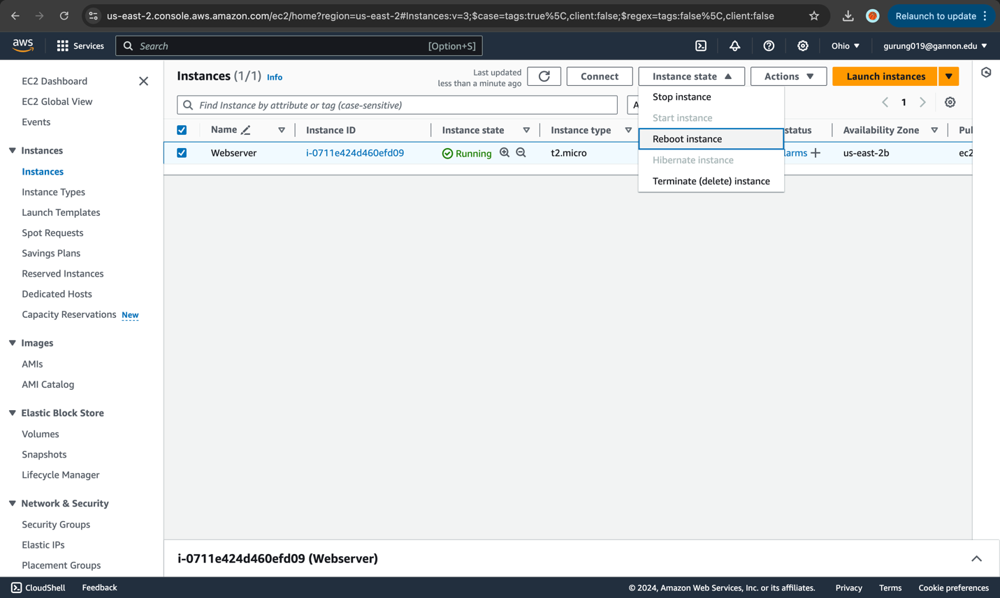 us-east-2.console.aws.amazon.com/ec2/home?region=us-east-2#Instances:v=3;$case=tags:true%5C,client:false;$regex=tags:false%5C,client:false
Relaunch to update
aws
Services
Search
[Option+S]
Ohio
gurung019@gannon.edu
EC2 Dashboard
EC2 Global View
Events
Instances
Instances
Instance Types
Launch Templates
Spot Requests
Savings Plans
Reserved Instances
Dedicated Hosts
Capacity Reservations New
Images
AMIs
AMI Catalog
Elastic Block Store
Volumes
Snapshots
Lifecycle Manager
Network & Security
Security Groups
Elastic IPs
Placement Groups
Instances (1/1) Info
Last updated
less than a minute ago
Connect
Instance state
Actions
Launch instances
Find Instance by attribute or tag (case-sensitive)
A
1
Stop instance
Start instance
Reboot instance
Hibernate instance
Terminate (delete) instance
Name
Instance ID
Instance state
Instance type
status
Availability Zone
Pul
Webserver
i-0711e424d460efd09
Running
t2.micro
larms
us-east-2b
ec2
i-0711e424d460efd09 (Webserver)
CloudShell
Feedback
© 2024, Amazon Web Services, Inc. or its affiliates.
Privacy
Terms
Cookie preferences